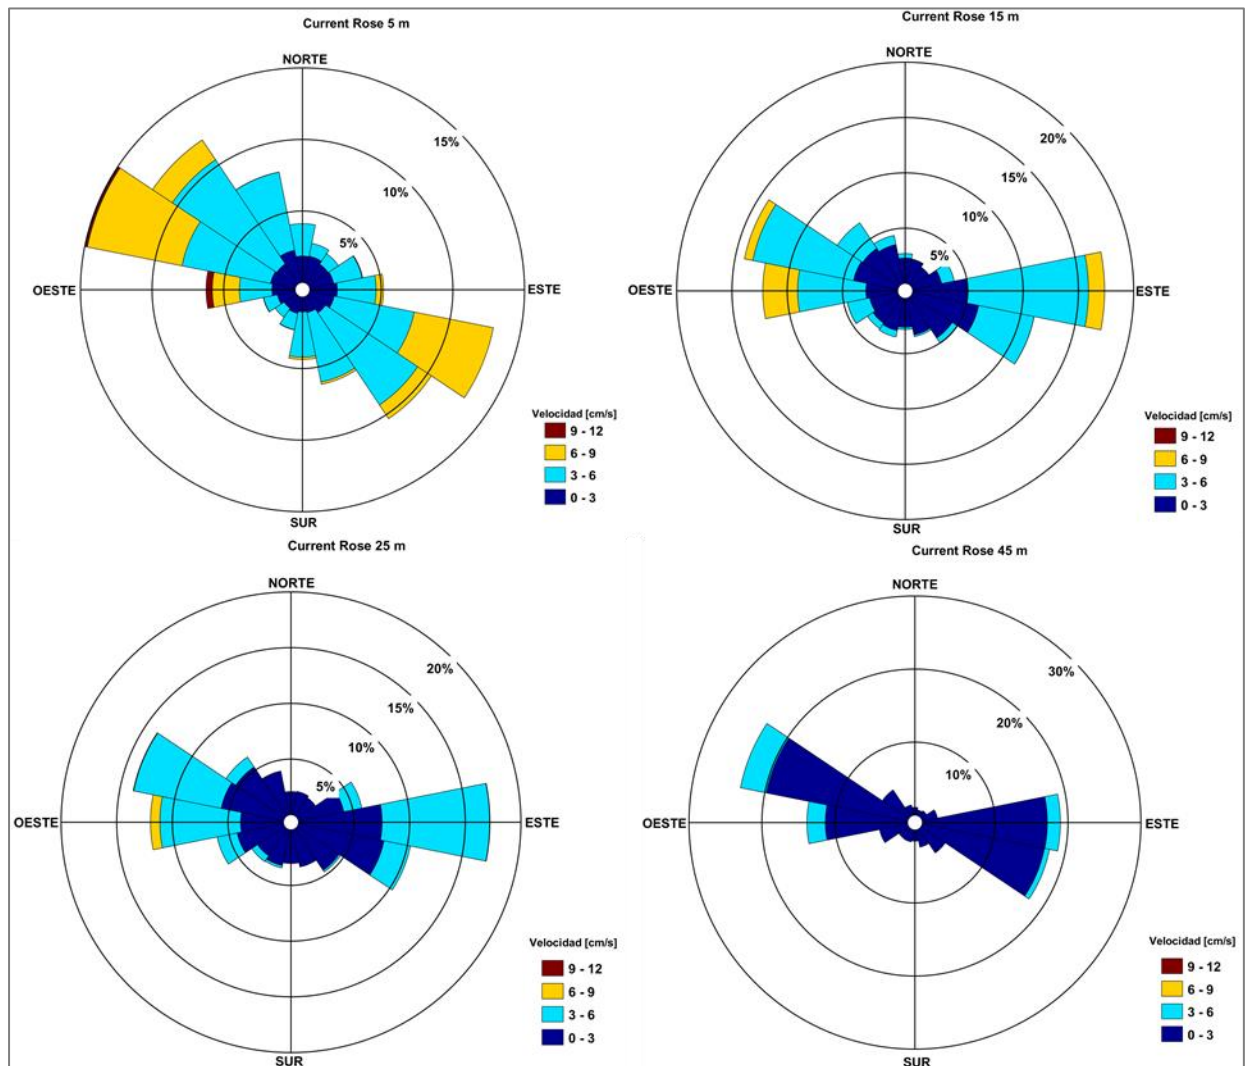 Current Rose 5 m
NORTE
15%
10%
5%
OESTE
ESTE
SUR
Velocidad [cm/s]
9 - 12
6 - 9
3 - 6
0 - 3
Current Rose 15 m
NORTE
20%
15%
10%
5%
OESTE
ESTE
SUR
Velocidad [cm/s]
9 - 12
6 - 9
3 - 6
0 - 3
Current Rose 25 m
NORTE
20%
15%
10%
5%
OESTE
ESTE
SUR
Velocidad [cm/s]
9 - 12
6 - 9
3 - 6
0 - 3
Current Rose 45 m
NORTE
30%
20%
10%
OESTE
ESTE
SUR
Velocidad [cm/s]
9 - 12
6 - 9
3 - 6
0 - 3